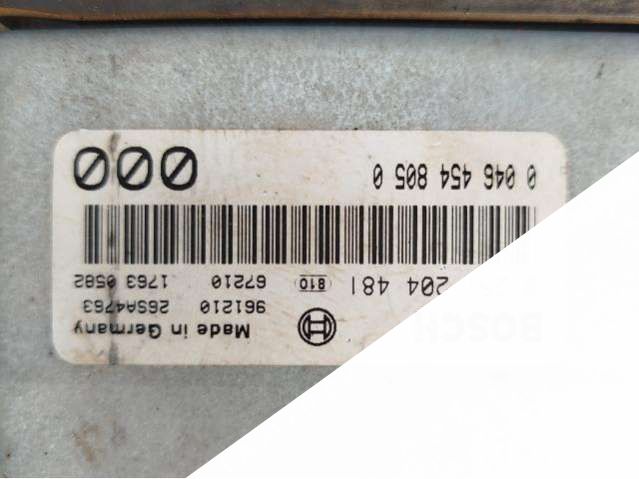 BOSCH Made in Germany
961210 26SA4763
204 481 810 67210 1763 0582
0 046 454 805 0 000